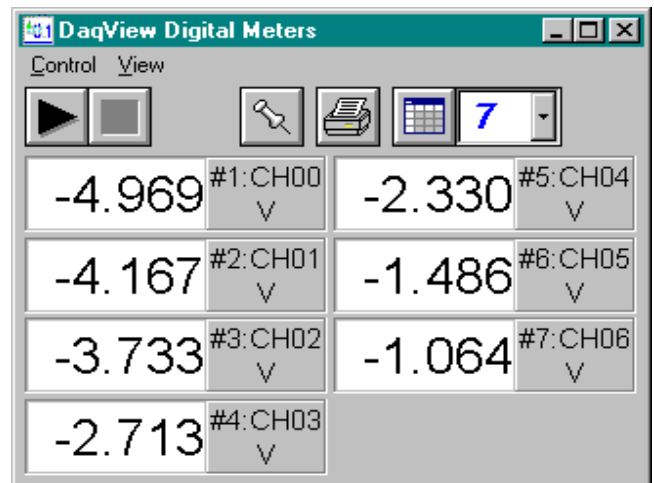 DaqView Digital Meters
Control View
7
-4.969 #1:CH00
V
-2.330 #5:CH04
V
-4.167 #2:CH01
V
-1.486 #6:CH05
V
-3.733 #3:CH02
V
-1.064 #7:CH06
V
-2.713 #4:CH03
V